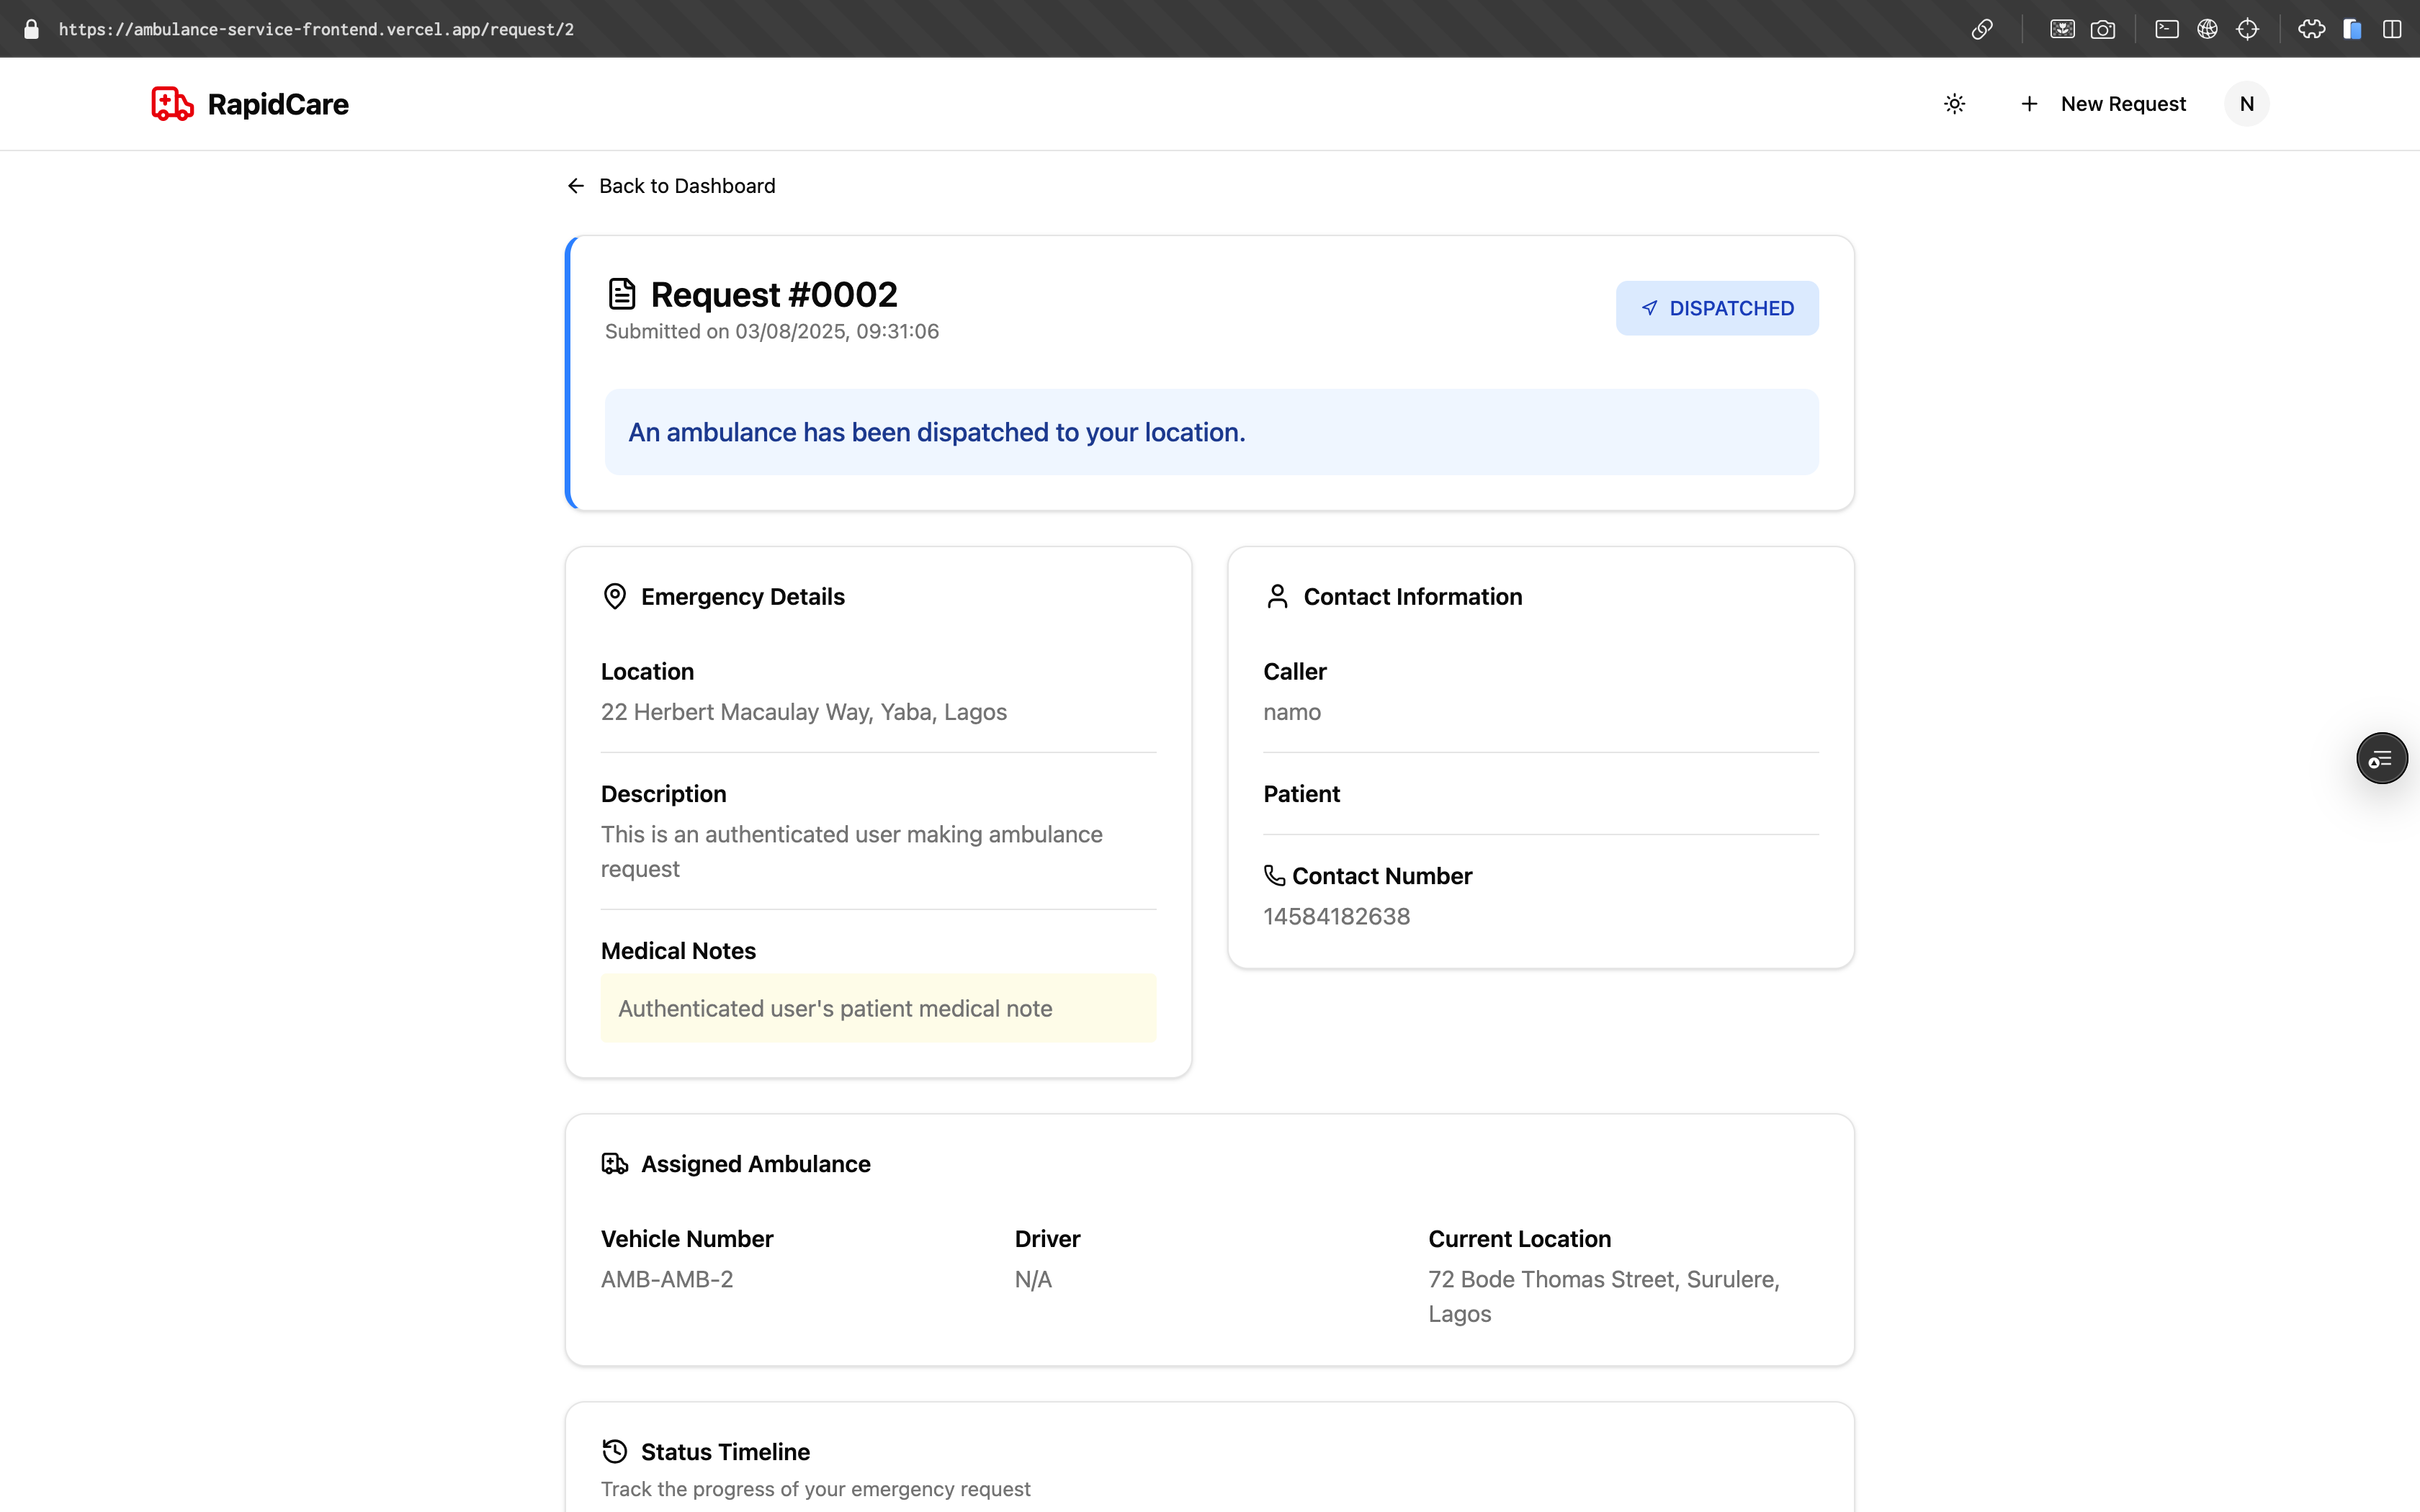 https://ambulance-service-frontend.vercel.app/request/2
RapidCare
New Request
N
Back to Dashboard
Request #0002
Submitted on 03/08/2025, 09:31:06
DISPATCHED
An ambulance has been dispatched to your location.
Emergency Details
Location
22 Herbert Macaulay Way, Yaba, Lagos
Description
This is an authenticated user making ambulance
request
Medical Notes
Authenticated user's patient medical note
Contact Information
Caller
namo
Patient
Contact Number
14584182638
Assigned Ambulance
Vehicle Number
AMB-AMB-2
Driver
N/A
Current Location
72 Bode Thomas Street, Surulere,
Lagos
Status Timeline
Track the progress of your emergency request